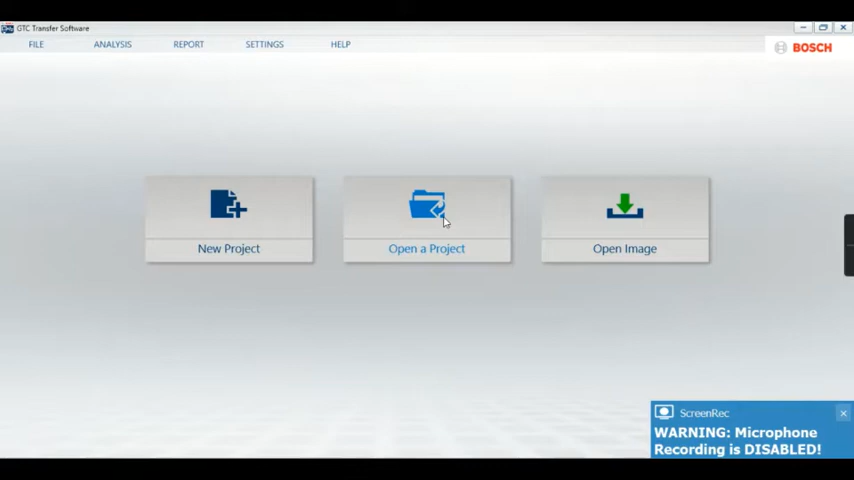 GTC Transfer Software
FILE ANALYSIS REPORT SETTINGS HELP
BOSCH
New Project
Open a Project
Open Image
ScreenRec
WARNING: Microphone
Recording is DISABLED!